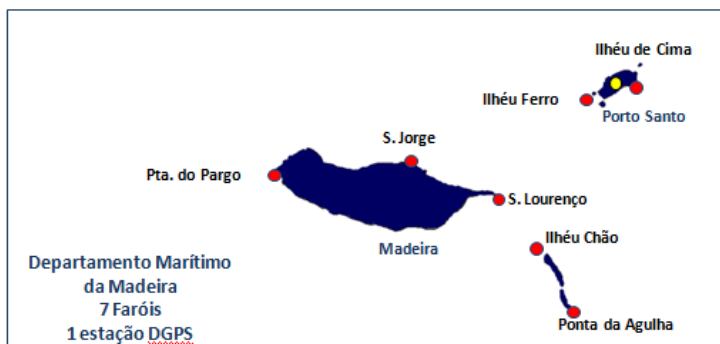 Ilhéu de Cima
Ilhéu Ferro
Porto Santo
S. Jorge
Pta. do Pargo
S. Lourenço
Ilhéu Chão
Madeira
Departamento Marítimo
da Madeira
7 Faróis
1 estação DGPS
Ponta da Agulha